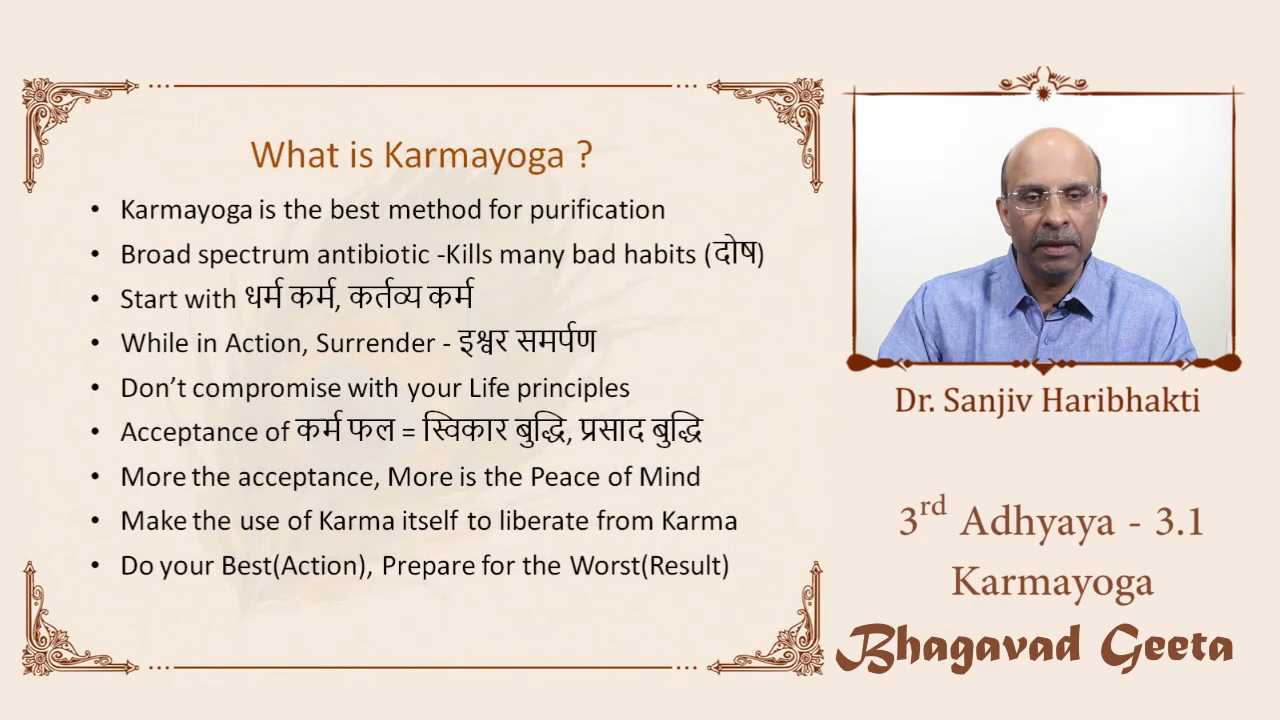 What is Karmayoga ?
• Karmayoga is the best method for purification
• Broad spectrum antibiotic -Kills many bad habits (दोष)
• Start with धर्म कर्म, कर्तव्य कर्म
• While in Action, Surrender - इश्वर समर्पण
• Don’t compromise with your Life principles
• Acceptance of कर्म फल = स्विकार बुद्धि, प्रसाद बुद्धि
• More the acceptance, More is the Peace of Mind
• Make the use of Karma itself to liberate from Karma
• Do your Best(Action), Prepare for the Worst(Result)
Dr. Sanjiv Haribhakti
3rd Adhyaya - 3.1
Karmayoga
Bhagavad Geeta